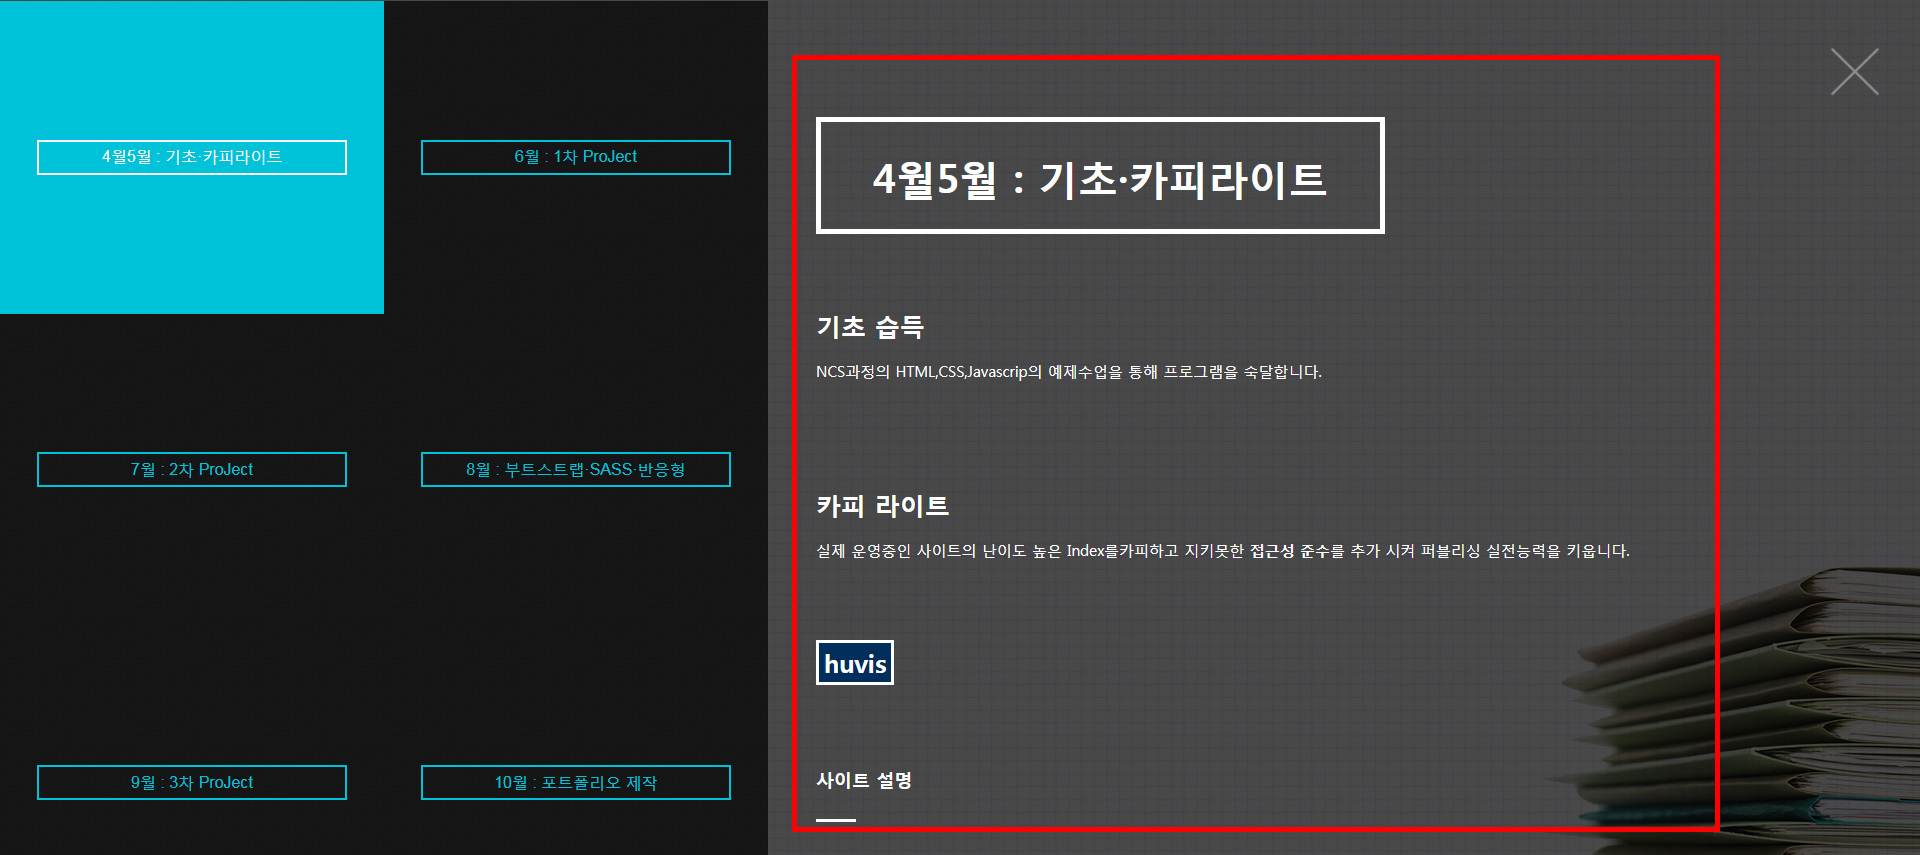 4월5월 : 기초·카피라이트
6월 : 1차 ProJect
7월 : 2차 ProJect
8월 : 부트스트랩·SASS·반응형
9월 : 3차 ProJect
10월 : 포트폴리오 제작
4월5월 : 기초·카피라이트
기초 습득
NCS과정의 HTML,CSS,Javascrip의 예제수업을 통해 프로그램을 숙달합니다.
카피 라이트
실제 운영중인 사이트의 난이도 높은 Index를카피하고 지키못한 접근성 준수를 추가 시켜 퍼블리싱 실전능력을 키웁니다.
huvis
사이트 설명